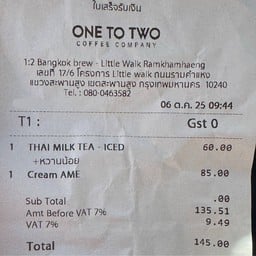 ใบเสร็จรับเงิน
ONE TO TWO
COFFEE COMPANY
1:2 Bangkok brew - Little Walk Ramkhamhaeng
เลขที่ 17/6 โครงการ Little walk ถนนรามคำแหง
แขวงสะพานสูง เขตสะพานสูง กรุงเทพมหานคร 10240
Tel. : 080-0463582
06 ต.ค. 25 09:44
T1 : Gst 0
1 THAI MILK TEA - ICED 60.00
+หวานน้อย
1 Cream AME 85.00
Sub Total .00
Amt Before VAT 7% 135.51
VAT 7% 9.49
Total 145.00